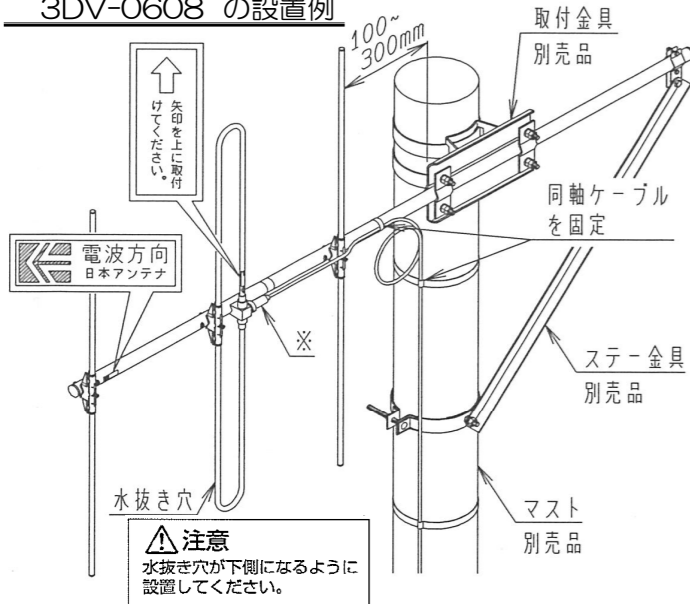 3DV-0608 の設置例
100~
300mm
取付金具
別売品
矢印を上に取付
けてください。
同軸ケーブル
を固定
電波方向
日本アンテナ
※
ステー金具
別売品
水抜き穴
マスト
別売品
注意
水抜き穴が下側になるように
設置してください。